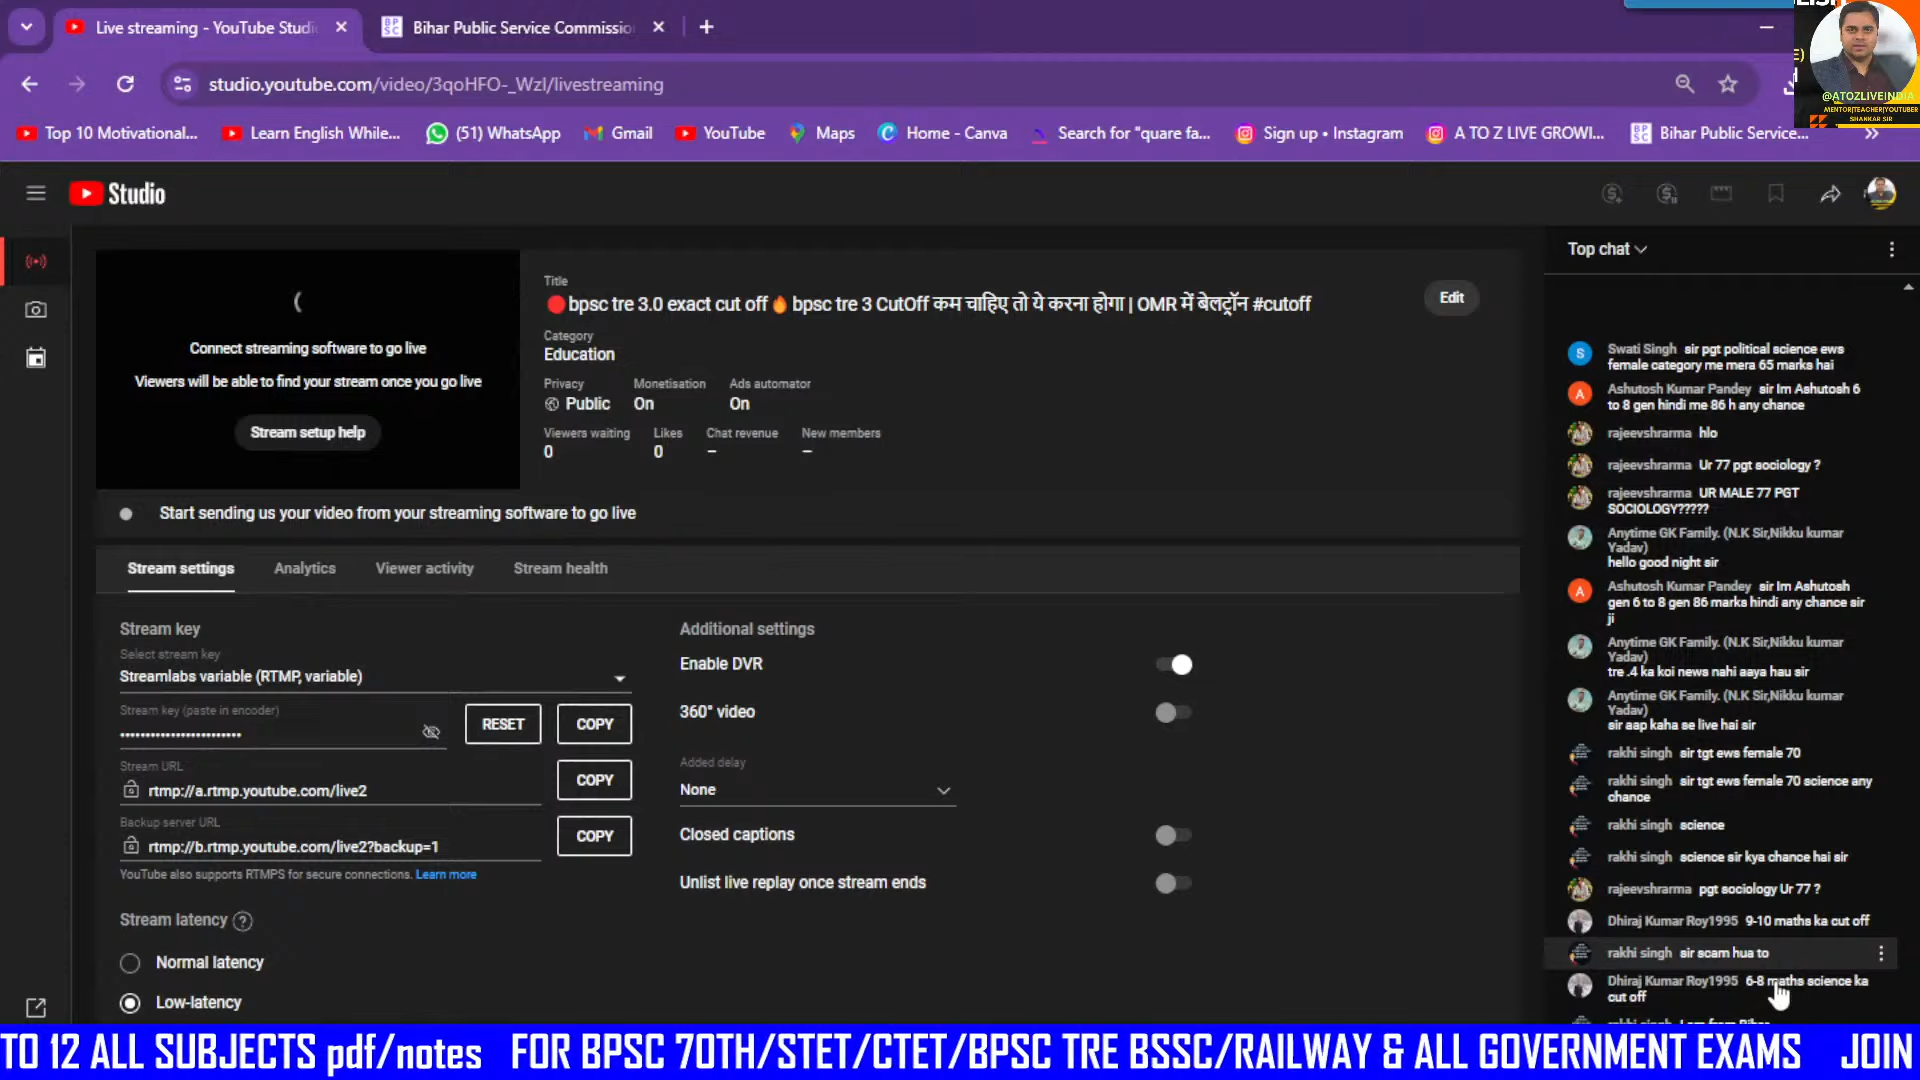 Live streaming - YouTube Studi
Bihar Public Service Commissio
studio.youtube.com/video/3qoHFO-_WzI/livestreaming
@ATOZLIVEINDIA
MENTOR|TEACHER|YOUTUBER
SHANKAR SIR
Top 10 Motivational...
Learn English While...
(51) WhatsApp
Gmail
YouTube
Maps
Home - Canva
Search for "quare fa...
Sign up • Instagram
A TO Z LIVE GROWI...
Bihar Public Service...
Studio
Connect streaming software to go live
Viewers will be able to find your stream once you go live
Stream setup help
Title
🔴bpsc tre 3.0 exact cut off🔥bpsc tre 3 CutOff कम चाहिए तो ये करना होगा | OMR में बेलट्रॉन #cutoff
Edit
Category
Education
Privacy Monetisation Ads automator
Public On On
Viewers waiting Likes Chat revenue New members
0 0 – –
Start sending us your video from your streaming software to go live
Stream settings Analytics Viewer activity Stream health
Stream key
Select stream key
Streamlabs variable (RTMP, variable)
Stream key (paste in encoder)
••••••••••••••••••••••••
RESET COPY
Stream URL
rtmp://a.rtmp.youtube.com/live2
COPY
Backup server URL
rtmp://b.rtmp.youtube.com/live2?backup=1
COPY
YouTube also supports RTMPS for secure connections. Learn more
Stream latency ?
Normal latency
Low-latency
Additional settings
Enable DVR
360° video
Added delay
None
Closed captions
Unlist live replay once stream ends
Top chat
Swati Singh sir pgt political science ews
female category me mera 65 marks hai
Ashutosh Kumar Pandey sir Im Ashutosh 6
to 8 gen hindi me 86 h any chance
rajeevshrarma hlo
rajeevshrarma Ur 77 pgt sociology ?
rajeevshrarma UR MALE 77 PGT
SOCIOLOGY?????
Anytime GK Family. (N.K Sir,Nikku kumar
Yadav)
hello good night sir
Ashutosh Kumar Pandey sir Im Ashutosh
gen 6 to 8 gen 86 marks hindi any chance sir
ji
Anytime GK Family. (N.K Sir,Nikku kumar
Yadav)
tre .4 ka koi news nahi aaya hau sir
Anytime GK Family. (N.K Sir,Nikku kumar
Yadav)
sir aap kaha se live hai sir
rakhi singh sir tgt ews female 70
rakhi singh sir tgt ews female 70 science any
chance
rakhi singh science
rakhi singh science sir kya chance hai sir
rajeevshrarma pgt sociology Ur 77 ?
Dhiraj Kumar Roy1995 9-10 maths ka cut off
rakhi singh sir scam hua to
Dhiraj Kumar Roy1995 6-8 maths science ka
cut off
TO 12 ALL SUBJECTS pdf/notes FOR BPSC 70TH/STET/CTET/BPSC TRE BSSC/RAILWAY & ALL GOVERNMENT EXAMS JOIN